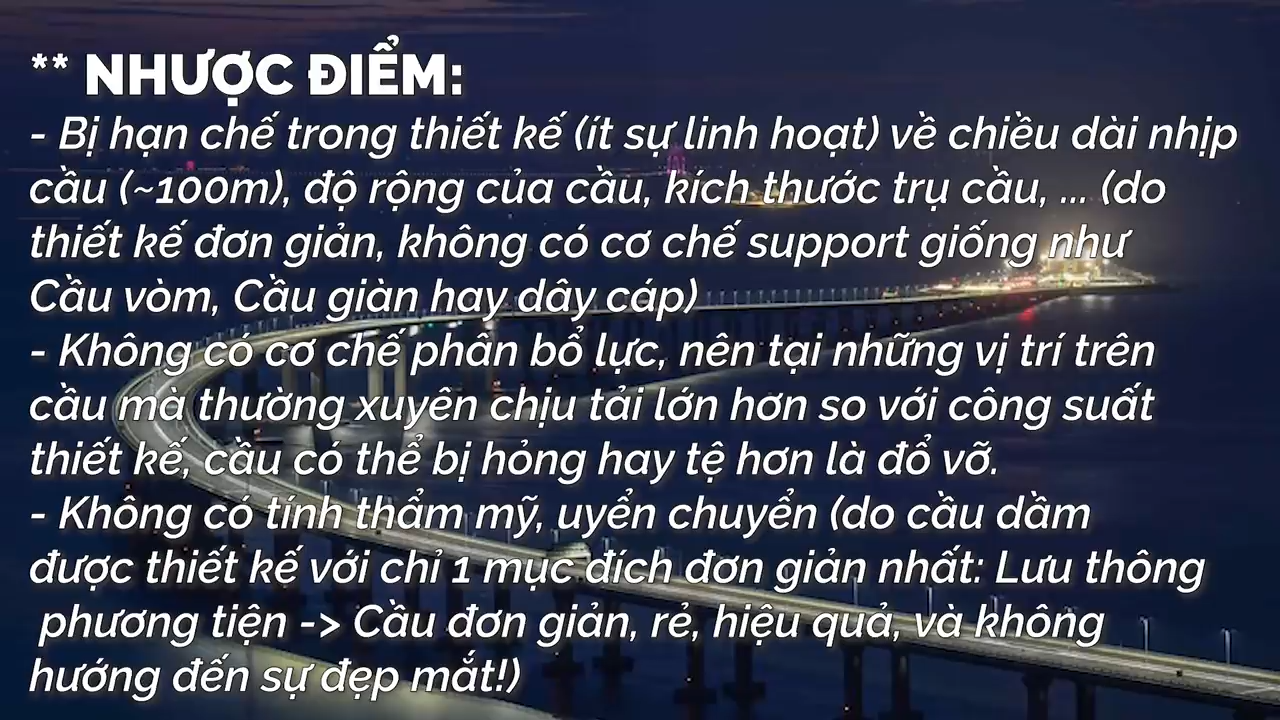 ** NHƯỢC ĐIỂM:
- Bị hạn chế trong thiết kế (ít sự linh hoạt) về chiều dài nhịp
cầu (~100m), độ rộng của cầu, kích thước trụ cầu, ... (do
thiết kế đơn giản, không có cơ chế support giống như
Cầu vòm, Cầu giàn hay dây cáp)
- Không có cơ chế phân bổ lực, nên tại những vị trí trên
cầu mà thường xuyên chịu tải lớn hơn so với công suất
thiết kế, cầu có thể bị hỏng hay tệ hơn là đổ vỡ.
- Không có tính thẩm mỹ, uyển chuyển (do cầu dầm
được thiết kế với chỉ 1 mục đích đơn giản nhất: Lưu thông
phương tiện -> Cầu đơn giản, rẻ, hiệu quả, và không
hướng đến sự đẹp mắt!)